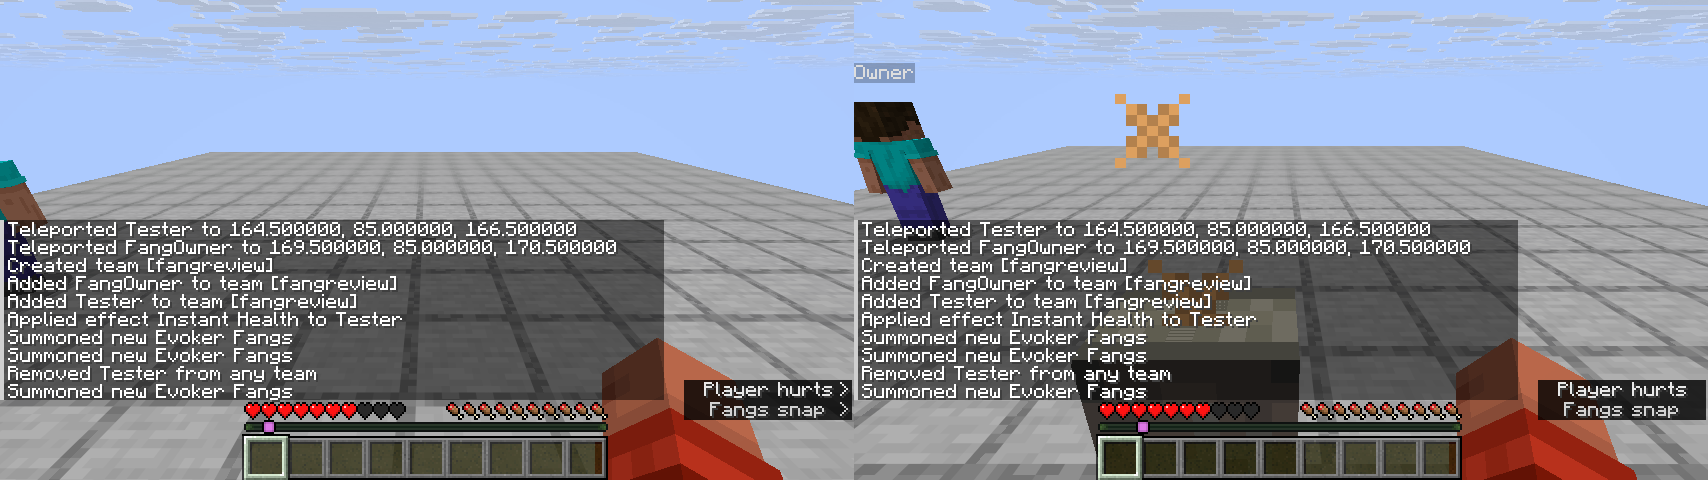 Teleported Tester to 164.500000, 85.000000, 166.500000
Teleported FangOwner to 169.500000, 85.000000, 170.500000
Created team [fangreview]
Added FangOwner to team [fangreview]
Added Tester to team [fangreview]
Applied effect Instant Health to Tester
Summoned new Evoker Fangs
Summoned new Evoker Fangs
Removed Tester from any team
Summoned new Evoker Fangs
Player hurts >
Fangs snap >
Owner
Teleported Tester to 164.500000, 85.000000, 166.500000
Teleported FangOwner to 169.500000, 85.000000, 170.500000
Created team [fangreview]
Added FangOwner to team [fangreview]
Added Tester to team [fangreview]
Applied effect Instant Health to Tester
Summoned new Evoker Fangs
Summoned new Evoker Fangs
Removed Tester from any team
Summoned new Evoker Fangs
Player hurts
Fangs snap